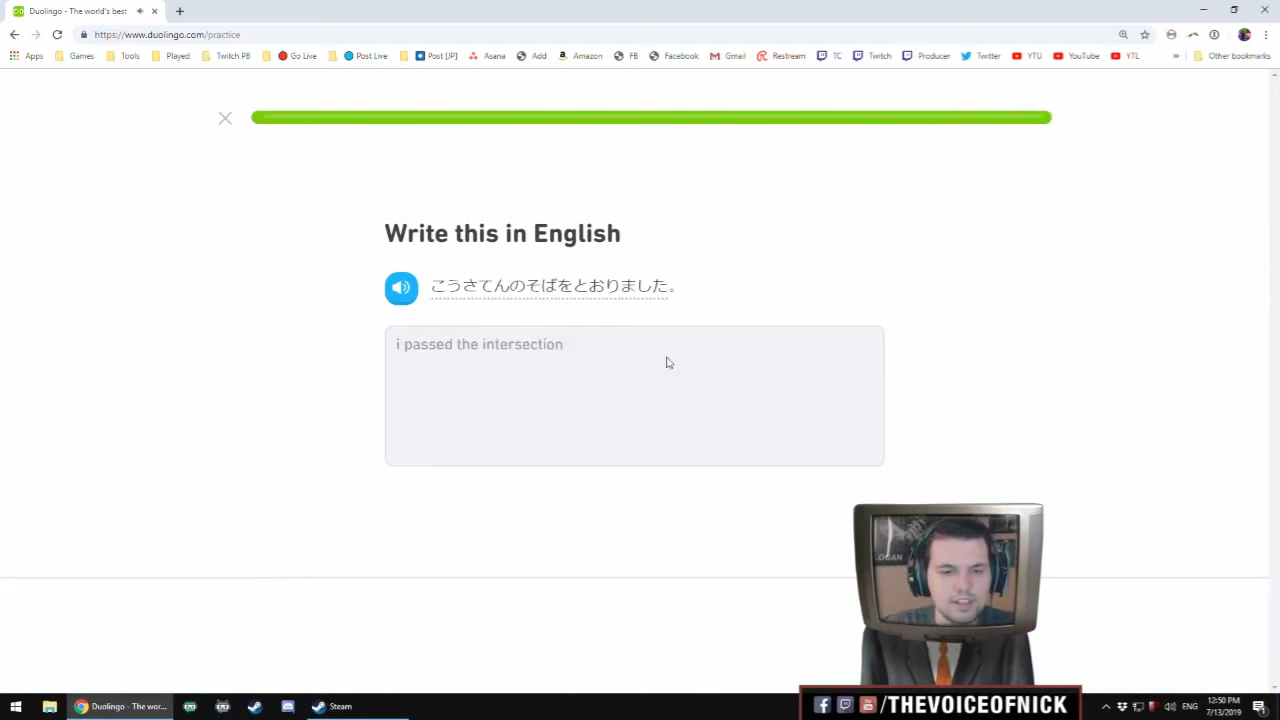 Duolingo - The world's best
https://www.duolingo.com/practice
Apps Games Tools Played Twitch PB Go Live Post Live Post [JP] Asana Add Amazon FB Facebook Gmail Restream TC Twitch Producer Twitter YTU YouTube YTL » Other bookmarks
Write this in English
こうさてんのそばをとおりました。
i passed the intersection
OGAN
/THEVOICEOFNICK
Duolingo - The wor... Steam ENG 12:50 PM
7/13/2019